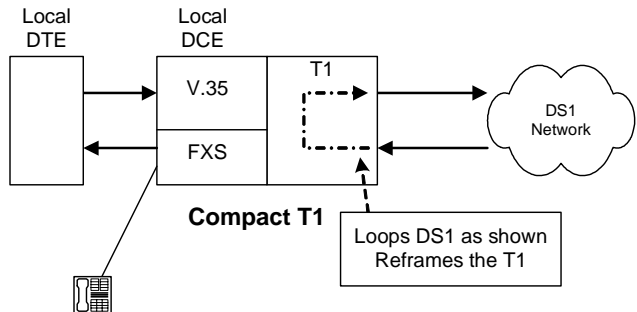 Local
DTE
Local
DCE
V.35
T1
FXS
DS1
Network
Compact T1
Loops DS1 as shown
Reframes the T1